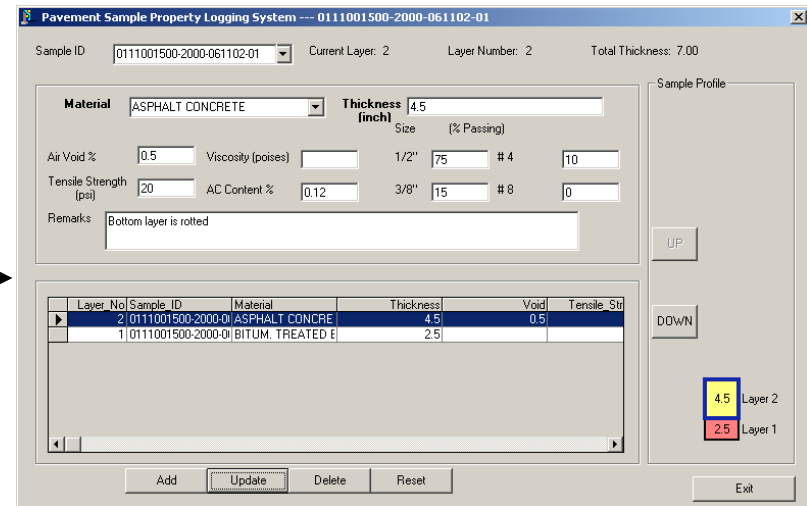 Pavement Sample Property Logging System --- 0111001500-2000-061102-01
Sample ID 0111001500-2000-061102-01 Current Layer: 2 Layer Number: 2 Total Thickness: 7.00
Sample Profile
Material ASPHALT CONCRETE Thickness (inch) 4.5
Size (% Passing)
Air Void % 0.5 Viscosity (poises) 1/2" 75 # 4 10
Tensile Strength (psi) 20 AC Content % 0.12 3/8" 15 # 8 0
Remarks Bottom layer is rotted
UP
Layer_No Sample_ID Material Thickness Void Tensile_Str
2 0111001500-2000-0 ASPHALT CONCRE 4.5 0.5
1 0111001500-2000-0 BITUM. TREATED E 2.5
DOWN
4.5 Layer 2
2.5 Layer 1
Add Update Delete Reset
Exit